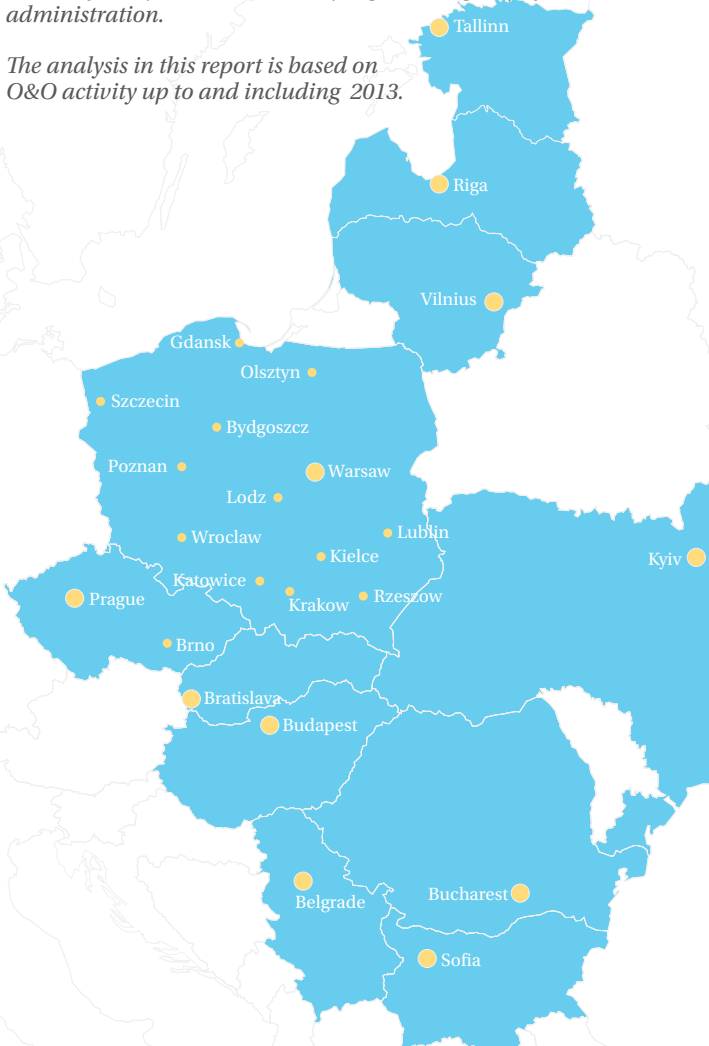 administration.
The analysis in this report is based on
O&O activity up to and including 2013.
Tallinn
Riga
Vilnius
Gdansk
Olsztyn
Szczecin
Bydgoszcz
Poznan
Warsaw
Lodz
Wroclaw
Lublin
Kielce
Kyiv
Katowice
Krakow
Rzeszow
Prague
Brno
Bratislava
Budapest
Belgrade
Bucharest
Sofia